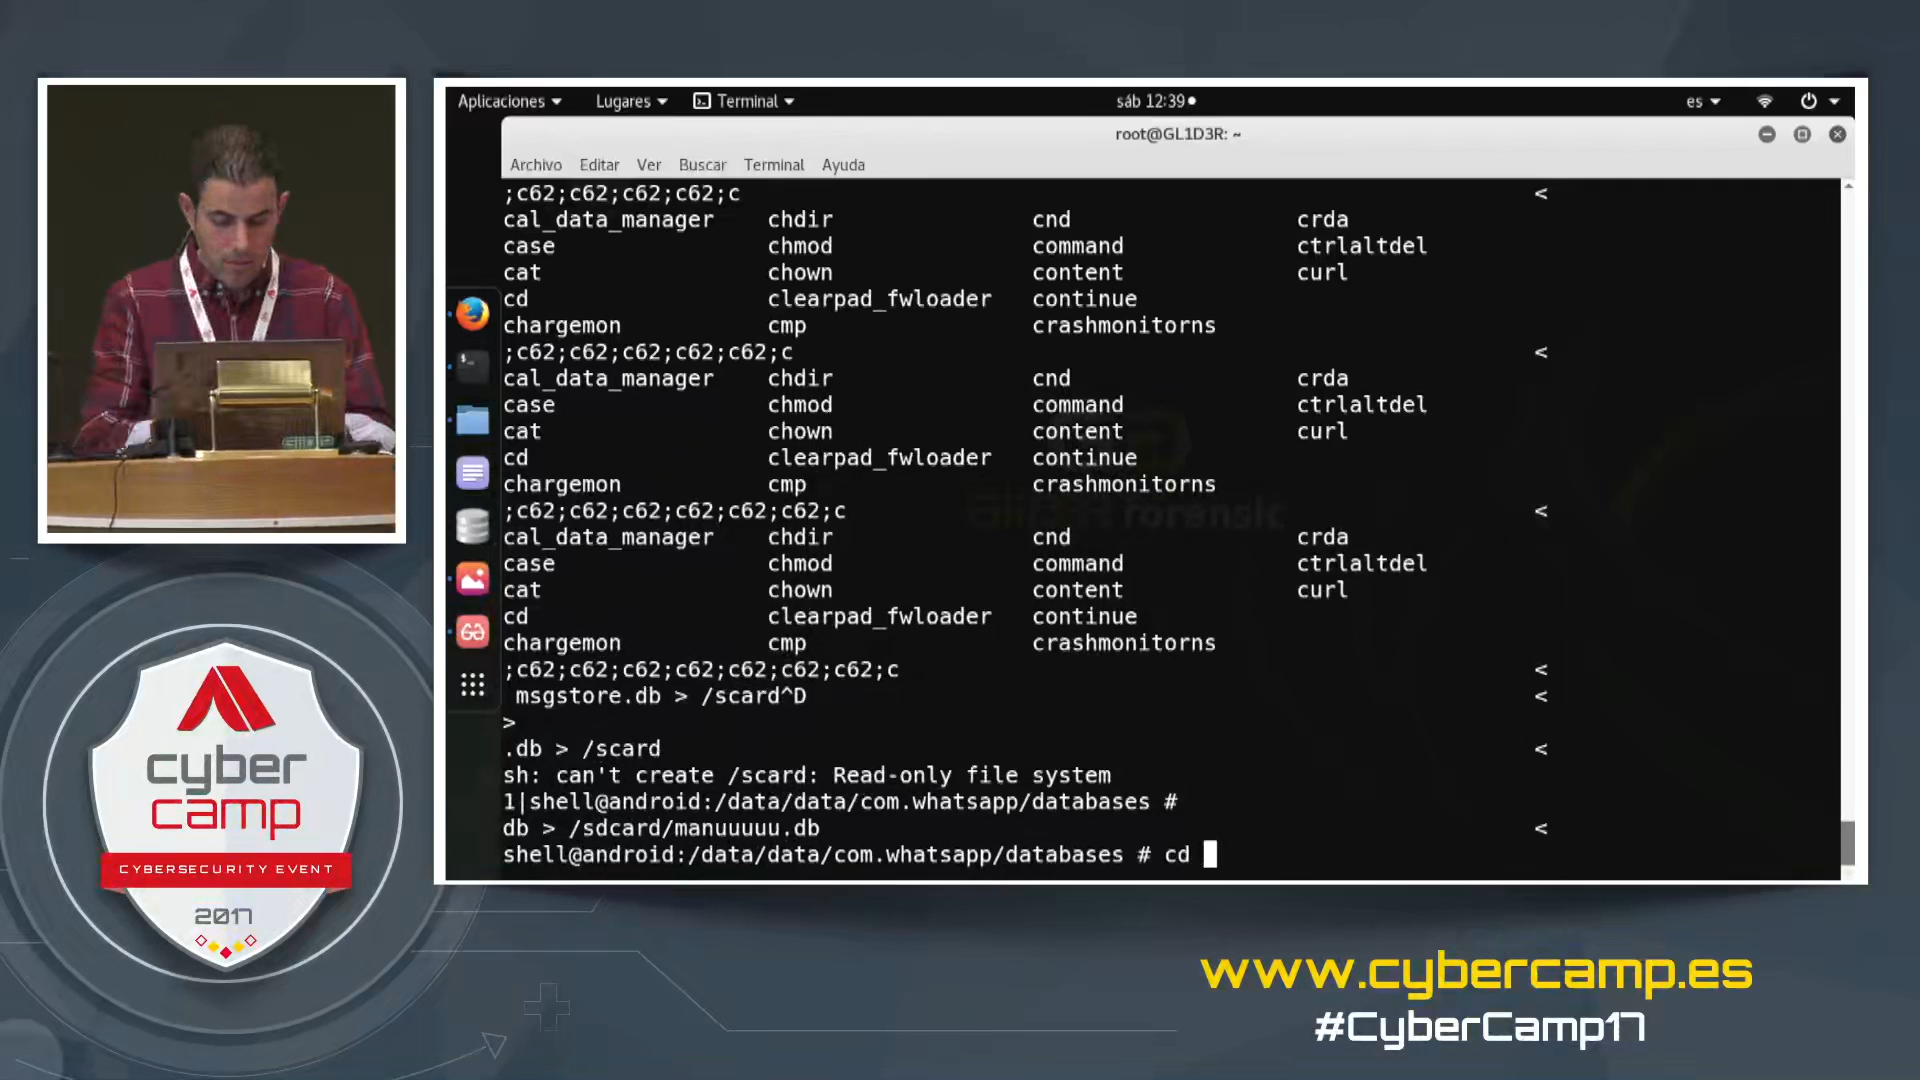 Aplicaciones Lugares Terminal sáb 12:39 es
root@GL1D3R: ~
Archivo Editar Ver Buscar Terminal Ayuda
;c62;c62;c62;c62;c <
cal_data_manager chdir cnd crda
case chmod command ctrlaltdel
cat chown content curl
cd clearpad_fwloader continue
chargemon cmp crashmonitorns
;c62;c62;c62;c62;c62;c <
cal_data_manager chdir cnd crda
case chmod command ctrlaltdel
cat chown content curl
cd clearpad_fwloader continue
chargemon cmp crashmonitorns
;c62;c62;c62;c62;c62;c62;c <
cal_data_manager chdir cnd crda
case chmod command ctrlaltdel
cat chown content curl
cd clearpad_fwloader continue
chargemon cmp crashmonitorns
;c62;c62;c62;c62;c62;c62;c62;c <
msgstore.db > /scard^D <
>
.db > /scard <
sh: can't create /scard: Read-only file system
1|shell@android:/data/data/com.whatsapp/databases #
db > /sdcard/manuuuuu.db <
shell@android:/data/data/com.whatsapp/databases # cd
cyber
camp
CYBERSECURITY EVENT
2017
www.cybercamp.es
#CyberCamp17